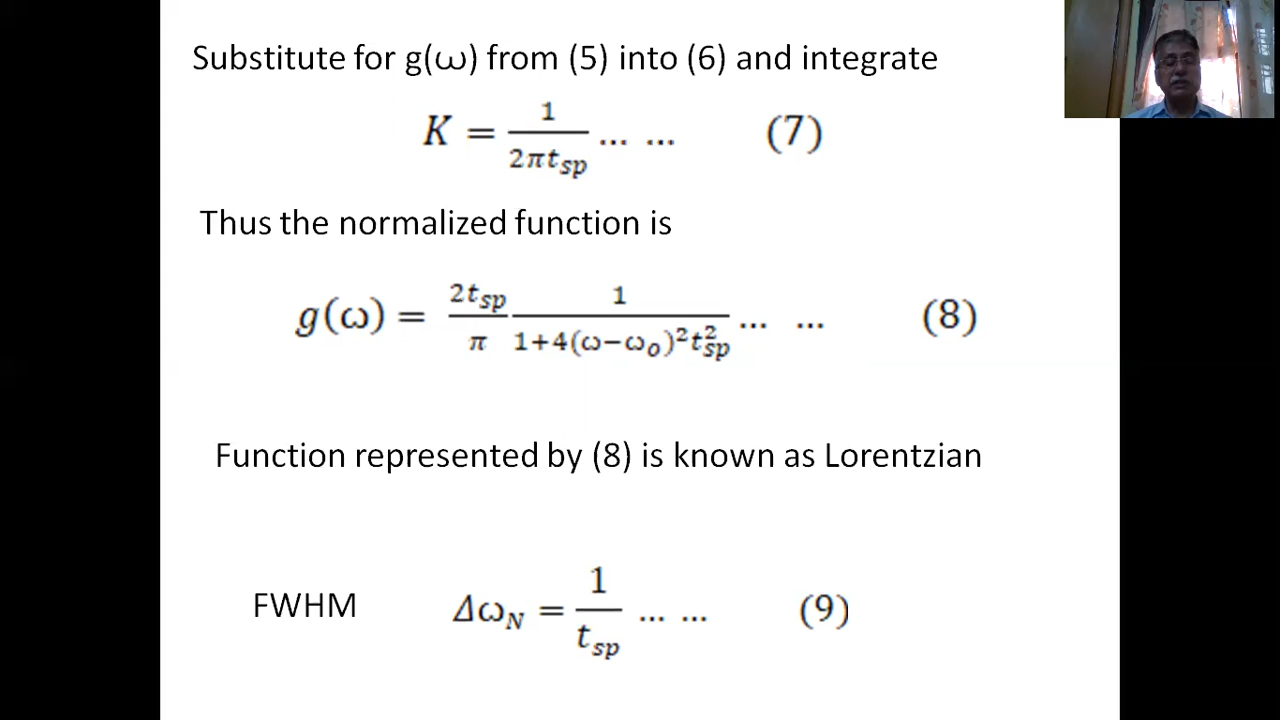 Substitute for g(ω) from (5) into (6) and integrate
K = 1/(2πt_sp) ... ... (7)
Thus the normalized function is
g(ω) = 2t_sp/π 1/(1+4(ω−ω_o)²t²_sp) ... ... (8)
Function represented by (8) is known as Lorentzian
FWHM Δω_N = 1/t_sp ... ... (9)